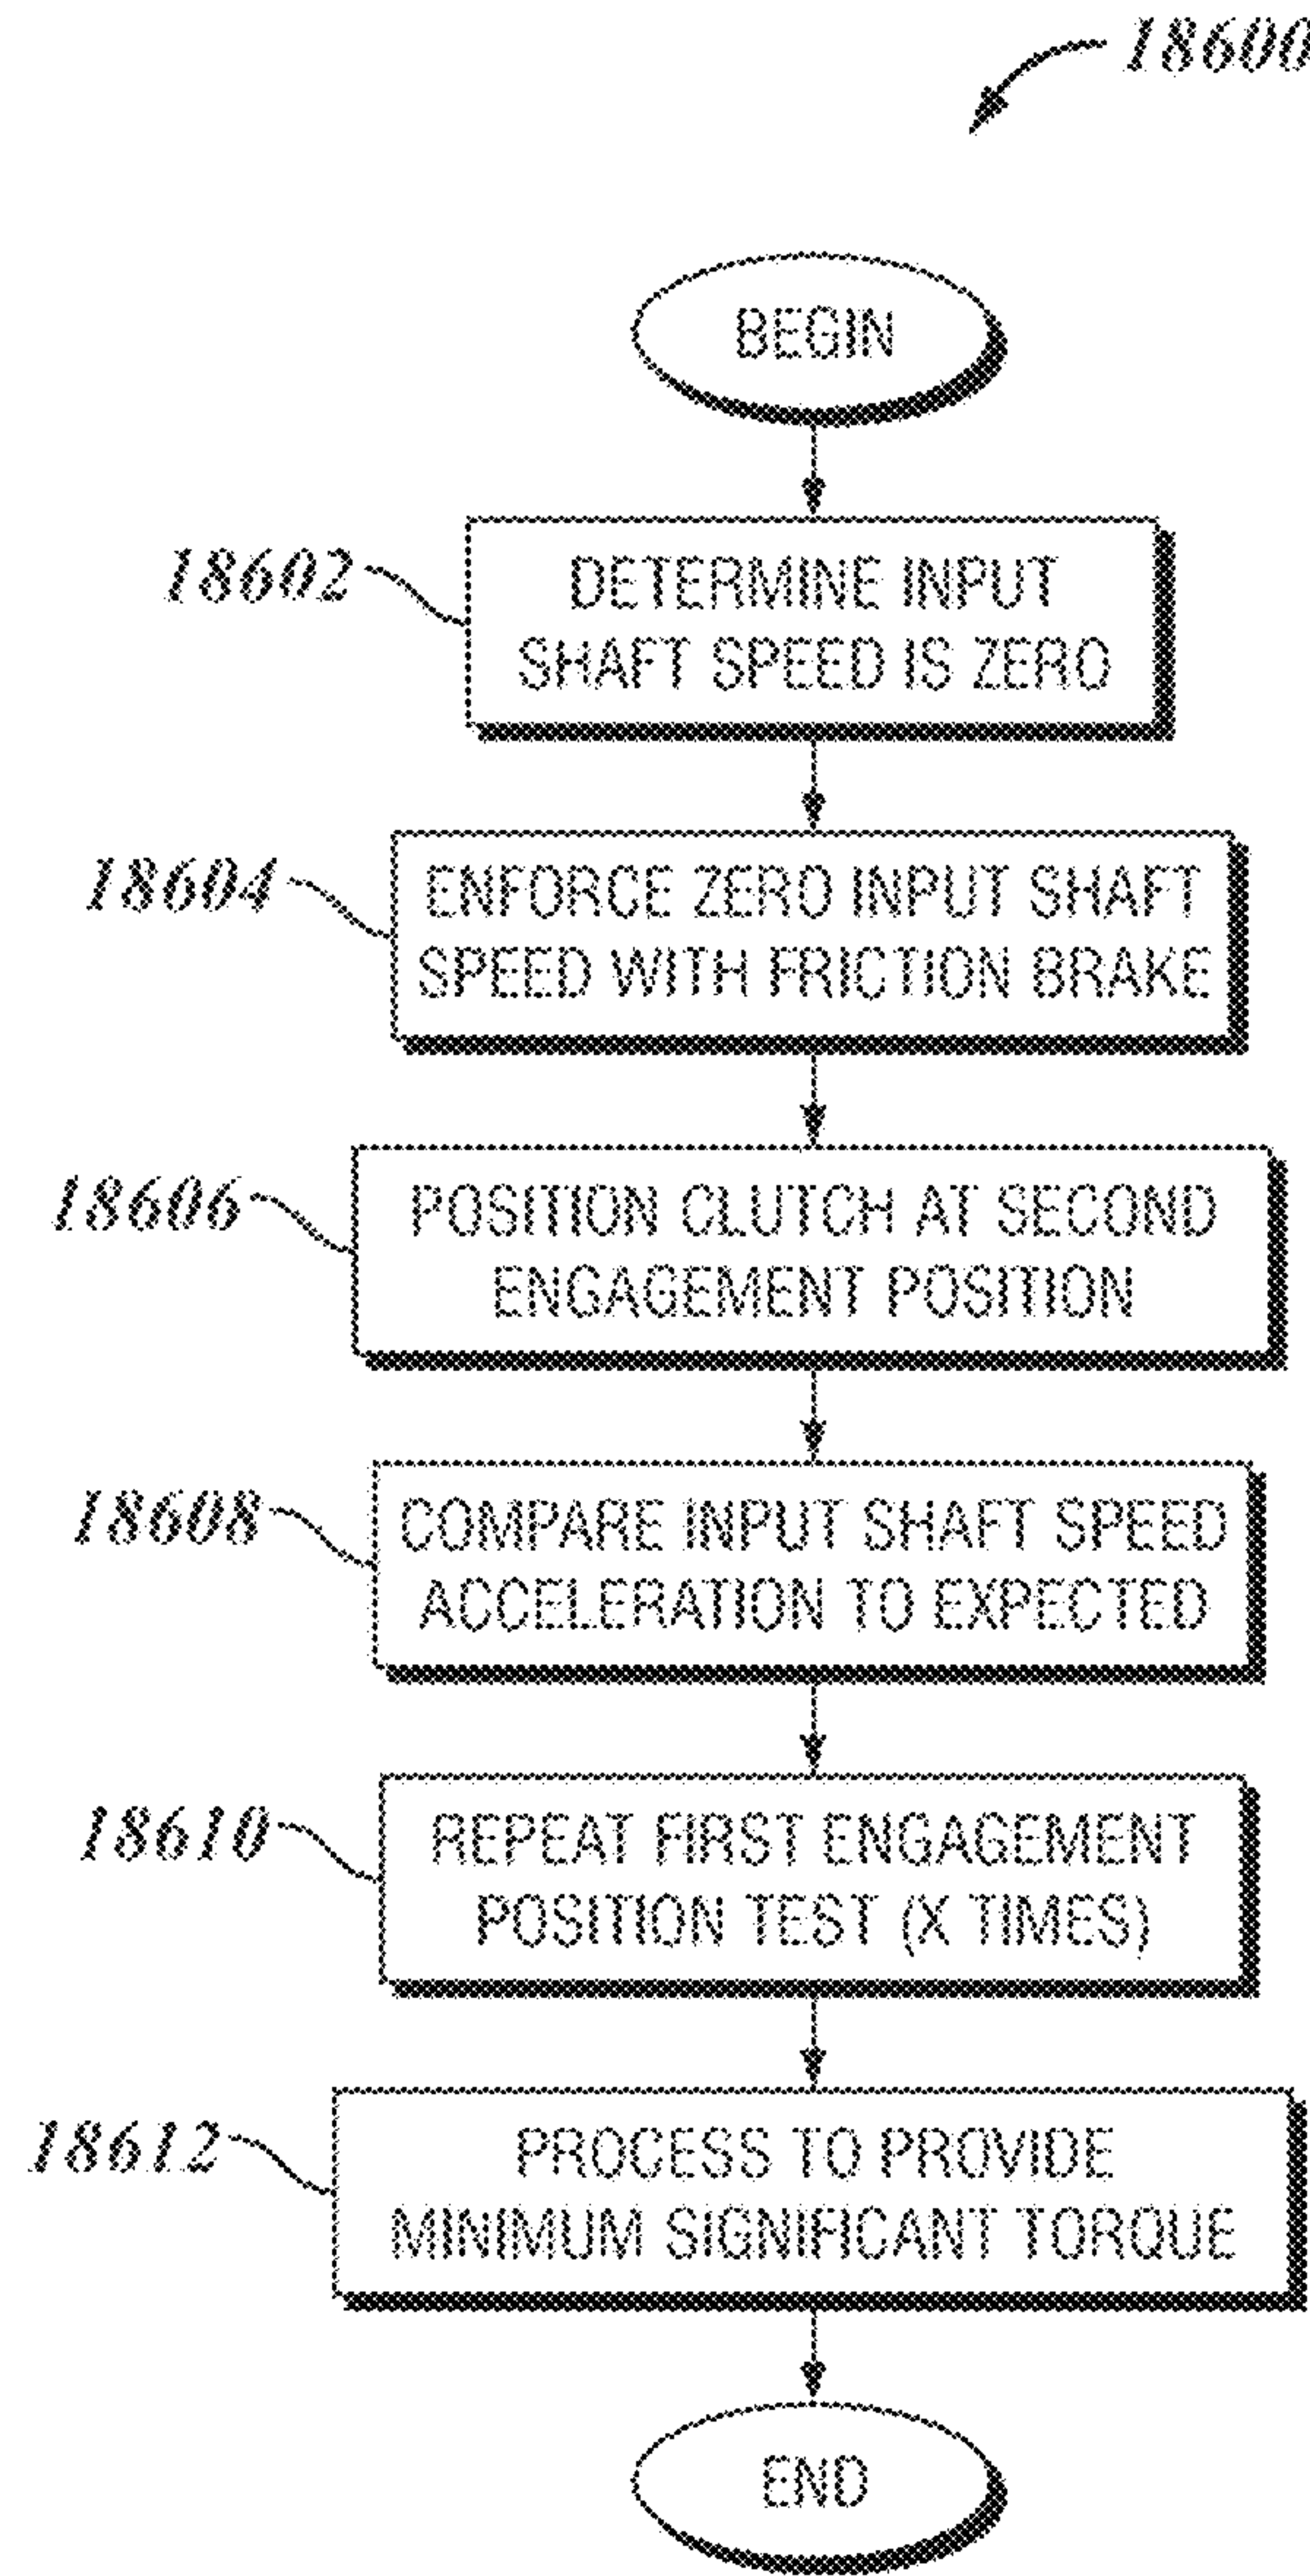 18600
BEGIN
18602
DETERMINE INPUT
SHAFT SPEED IS ZERO
18604
ENFORCE ZERO INPUT SHAFT
SPEED WITH FRICTION BRAKE
18606
POSITION CLUTCH AT SECOND
ENGAGEMENT POSITION
18608
COMPARE INPUT SHAFT SPEED
ACCELERATION TO EXPECTED
18610
REPEAT FIRST ENGAGEMENT
POSITION TEST (X TIMES)
18612
PROCESS TO PROVIDE
MINIMUM SIGNIFICANT TORQUE
END